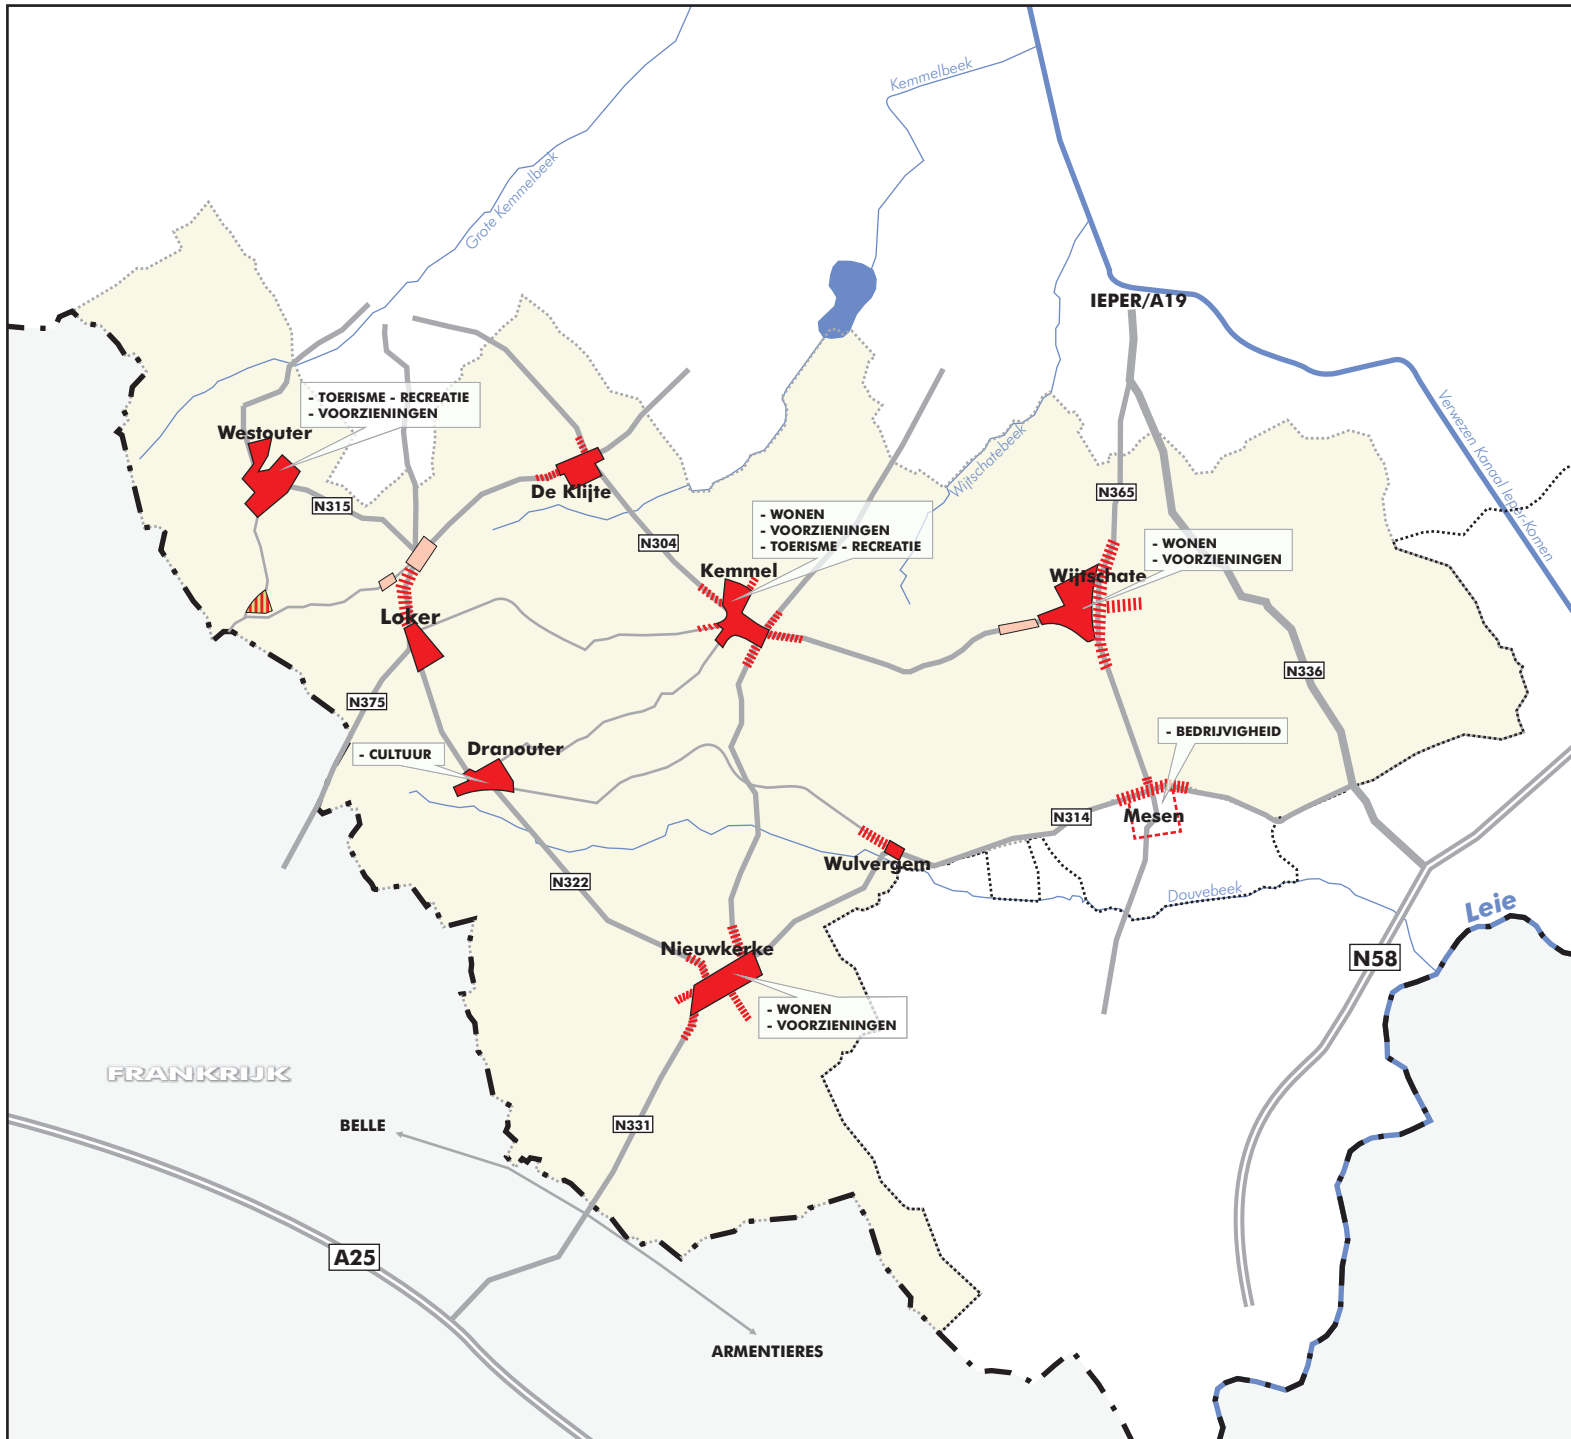 Kemmelbeek
Grote Kemmelbeek
IEPER/A19
- TOERISME - RECREATIE
- VOORZIENINGEN
Westouter
Verwezen Kanaal Ieper-Komen
Wijtschatebeek
De Klijte
N365
N315
- WONEN
- VOORZIENINGEN
- TOERISME - RECREATIE
N304
- WONEN
- VOORZIENINGEN
Kemmel
Wijtschate
Loker
N336
N375
- BEDRIJVIGHEID
Dranouter
- CULTUUR
N314
Mesen
Wulvergem
N322
Douvebeek
Leie
Nieuwkerke
N58
- WONEN
- VOORZIENINGEN
FRANKRIJK
BELLE
N331
A25
ARMENTIERES